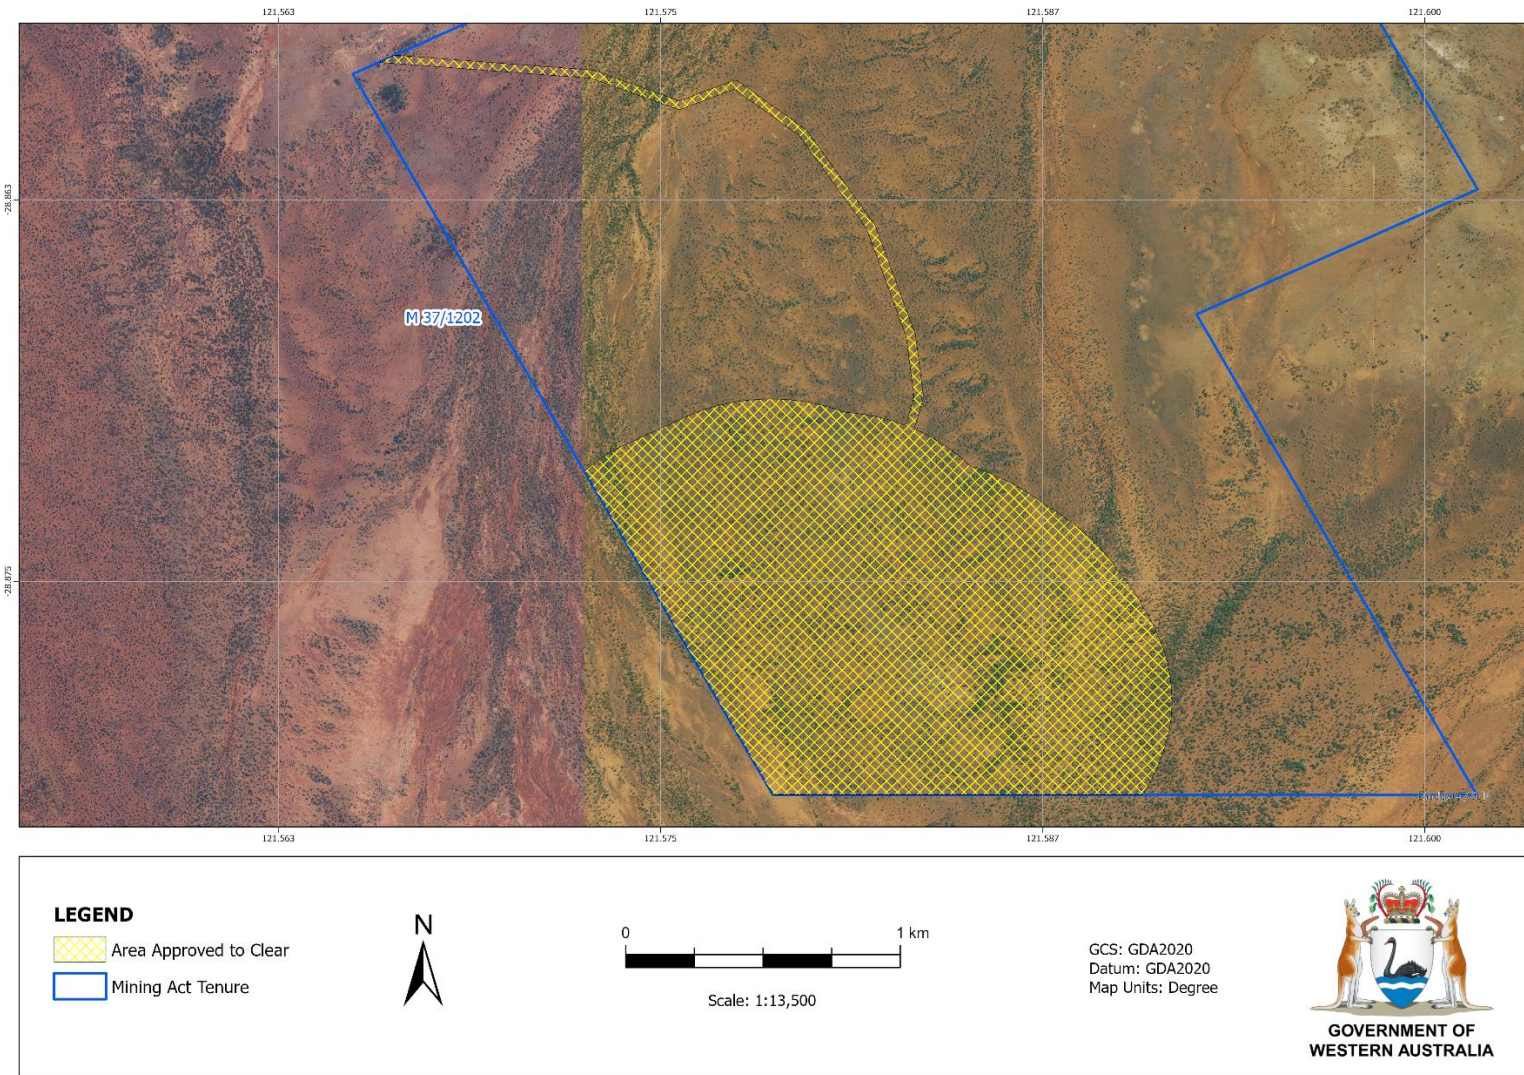 121.563 121.575 121.587 121.600
-28.863
M 37/1202
-28.875
121.563 121.575 121.587 121.600
LEGEND
Area Approved to Clear
Mining Act Tenure
N
0 1 km
Scale: 1:13,500
GCS: GDA2020
Datum: GDA2020
Map Units: Degree
GOVERNMENT OF
WESTERN AUSTRALIA